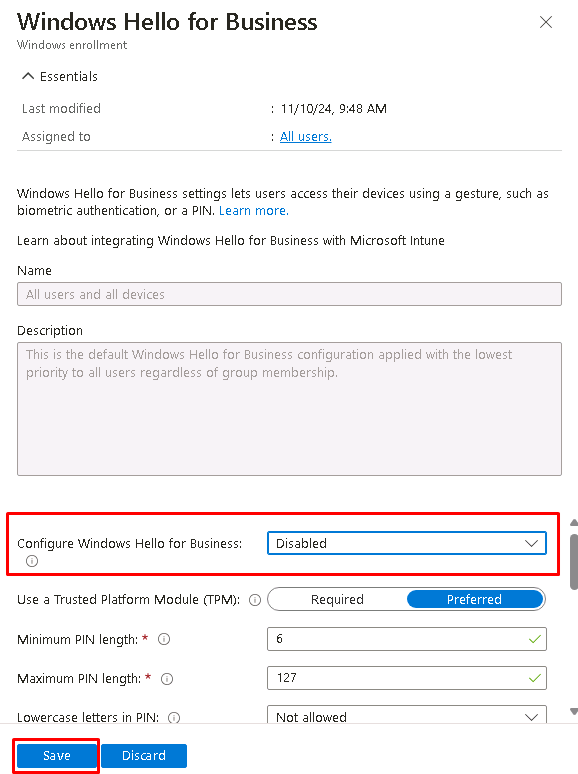 Windows Hello for Business
Windows enrollment
Essentials
Last modified : 11/10/24, 9:48 AM
Assigned to : All users.
Windows Hello for Business settings lets users access their devices using a gesture, such as
biometric authentication, or a PIN. Learn more.
Learn about integrating Windows Hello for Business with Microsoft Intune
Name
All users and all devices
Description
This is the default Windows Hello for Business configuration applied with the lowest
priority to all users regardless of group membership.
Configure Windows Hello for Business: Disabled
Use a Trusted Platform Module (TPM): Required Preferred
Minimum PIN length: * 6
Maximum PIN length: * 127
Lowercase letters in PIN: Not allowed
Save Discard